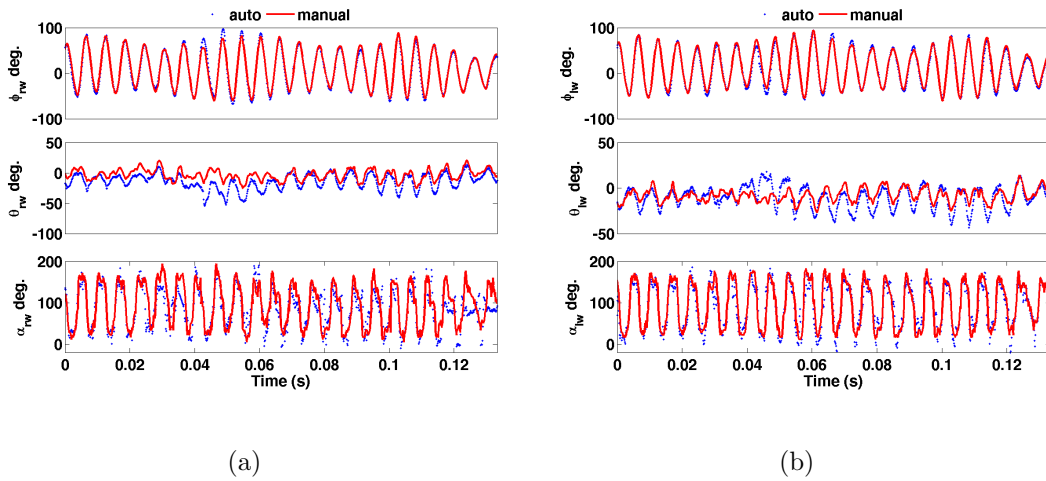 auto manual
100
0
-100
ϕrw deg.
50
0
-50
-100
θrw deg.
200
100
0
αrw deg.
0 0.02 0.04 0.06 0.08 0.1 0.12
Time (s)
(a)
auto manual
100
0
-100
ϕlw deg.
50
0
-50
θlw deg.
200
100
0
αlw deg.
0 0.02 0.04 0.06 0.08 0.1 0.12
Time (s)
(b)